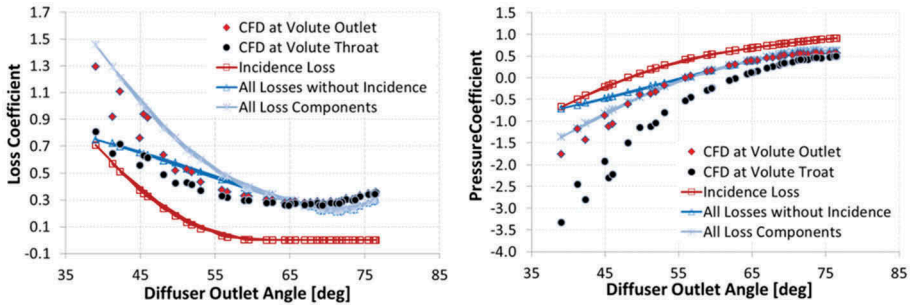 Loss Coefficient
1.7
1.5
1.3
1.1
0.9
0.7
0.5
0.3
0.1
-0.1
35
45
55
65
75
85
Diffuser Outlet Angle [deg]
CFD at Volute Outlet
CFD at Volute Throat
Incidence Loss
All Losses without Incidence
All Loss Components
PressureCoefficient
1.5
1.0
0.5
0.0
-0.5
-1.0
-1.5
-2.0
-2.5
-3.0
-3.5
-4.0
35
45
55
65
75
85
Diffuser Outlet Angle [deg]
CFD at Volute Outlet
CFD at Volute Troat
Incidence Loss
All Losses without Incidence
All Loss Components